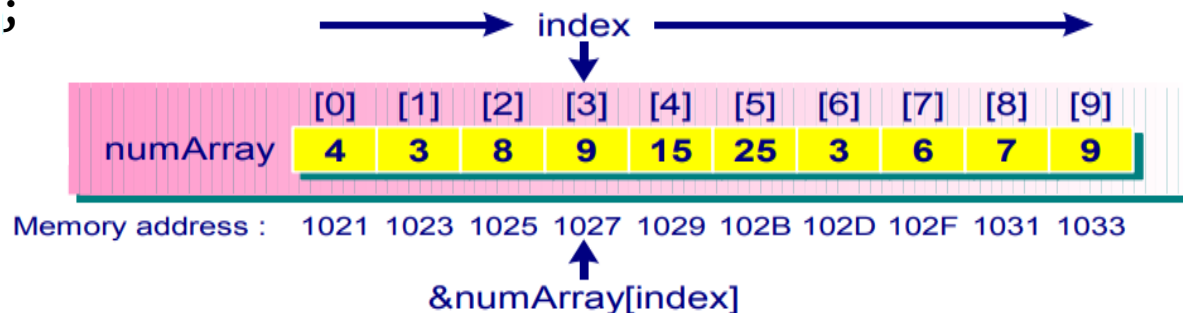 ;
index
[0] [1] [2] [3] [4] [5] [6] [7] [8] [9]
numArray 4 3 8 9 15 25 3 6 7 9
Memory address : 1021 1023 1025 1027 1029 102B 102D 102F 1031 1033
&numArray[index]